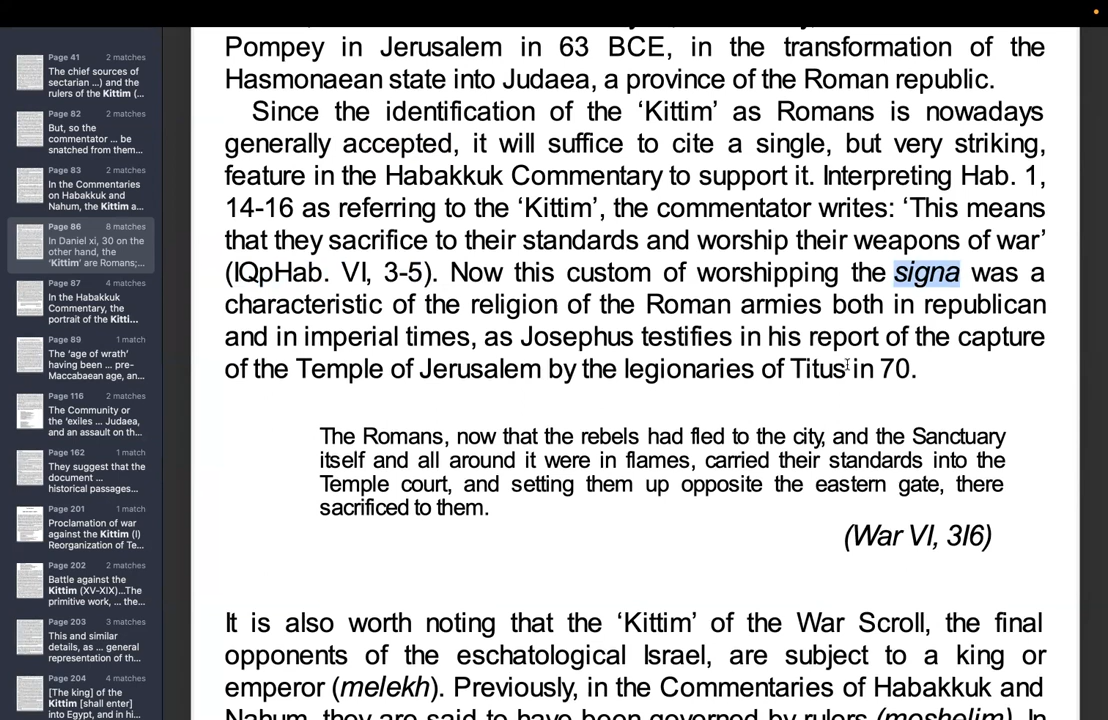 Page 41 2 matches
The chief sources of
sectarian ...) and the
rulers of the Kittim (...
Page 82 2 matches
But, so the
commentator ... be
snatched from them...
Page 83 2 matches
In the Commentaries
on Habakkuk and
Nahum, the Kittim a...
Page 86 8 matches
In Daniel xi, 30 on the
other hand, the
‘Kittim’ are Romans;...
Page 87 4 matches
In the Habakkuk
Commentary, the
portrait of the Kitti...
Page 89 1 match
The ‘age of wrath’
having been ... pre-
Maccabaean age, an...
Page 116 2 matches
The Community or
the ‘exiles ... Judaea,
and an assault on th...
Page 162 1 match
They suggest that the
document ...
historical passages...
Page 201 1 match
Proclamation of war
against the Kittim (I)
Reorganization of Te...
Page 202 2 matches
Battle against the
Kittim (XV-XIX)...The
primitive work, ... the...
Page 203 3 matches
This and similar
details, as ... general
representation of th...
Page 204 4 matches
[The king] of the
Kittim [shall enter]
into Egypt, and in hi...
Pompey in Jerusalem in 63 BCE, in the transformation of the
Hasmonaean state into Judaea, a province of the Roman republic.
Since the identification of the ‘Kittim’ as Romans is nowadays
generally accepted, it will suffice to cite a single, but very striking,
feature in the Habakkuk Commentary to support it. Interpreting Hab. 1,
14-16 as referring to the ‘Kittim’, the commentator writes: ‘This means
that they sacrifice to their standards and worship their weapons of war’
(IQpHab. VI, 3-5). Now this custom of worshipping the signa was a
characteristic of the religion of the Roman armies both in republican
and in imperial times, as Josephus testifies in his report of the capture
of the Temple of Jerusalem by the legionaries of Titus in 70.
The Romans, now that the rebels had fled to the city, and the Sanctuary
itself and all around it were in flames, carried their standards into the
Temple court, and setting them up opposite the eastern gate, there
sacrificed to them.
(War VI, 3I6)
It is also worth noting that the ‘Kittim’ of the War Scroll, the final
opponents of the eschatological Israel, are subject to a king or
emperor (melekh). Previously, in the Commentaries of Habakkuk and
Nahum, they are said to have been governed by rulers (moshelim). In